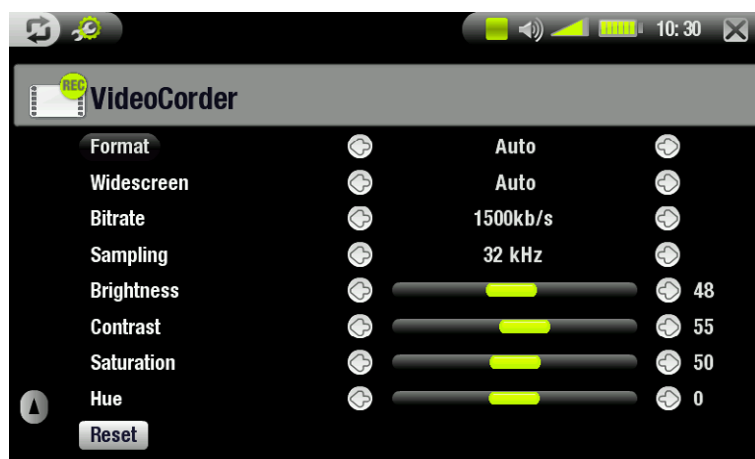 10:30
REC
VideoCorder
Format Auto
Widescreen Auto
Bitrate 1500kb/s
Sampling 32 kHz
Brightness 48
Contrast 55
Saturation 50
Hue 0
Reset